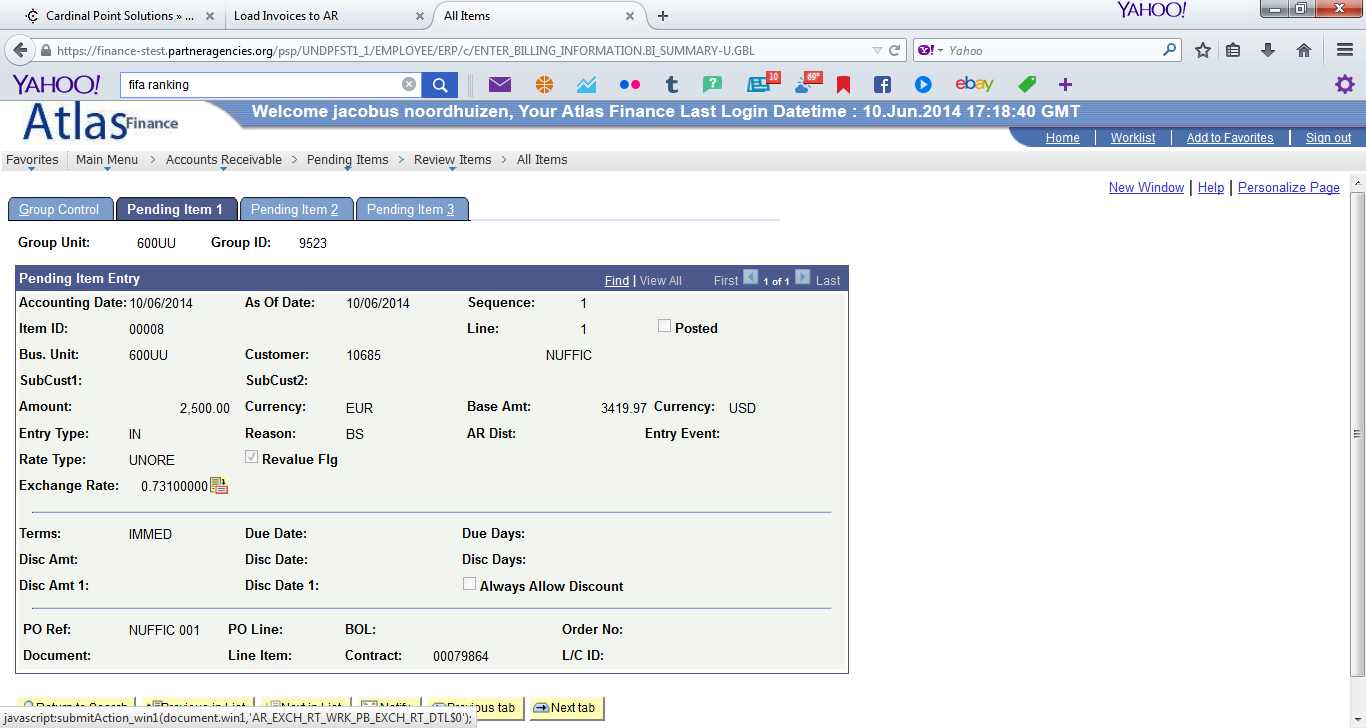 Cardinal Point Solutions » ... × Load Invoices to AR × All Items × +
YAHOO!
https://finance-stest.partneragencies.org/psp/UNDPFST1_1/EMPLOYEE/ERP/c/ENTER_BILLING_INFORMATION.BI_SUMMARY-U.GBL Yahoo
YAHOO! fifa ranking 10 69° ebay
Atlas Finance
Welcome jacobus noordhuizen, Your Atlas Finance Last Login Datetime : 10.Jun.2014 17:18:40 GMT
Home Worklist Add to Favorites Sign out
Favorites Main Menu > Accounts Receivable > Pending Items > Review Items > All Items
New Window | Help | Personalize Page
Group Control Pending Item 1 Pending Item 2 Pending Item 3
Group Unit: 600UU Group ID: 9523
Pending Item Entry Find | View All First 1 of 1 Last
Accounting Date: 10/06/2014 As Of Date: 10/06/2014 Sequence: 1
Item ID: 00008 Line: 1 Posted
Bus. Unit: 600UU Customer: 10685 NUFFIC
SubCust1: SubCust2:
Amount: 2,500.00 Currency: EUR Base Amt: 3419.97 Currency: USD
Entry Type: IN Reason: BS AR Dist: Entry Event:
Rate Type: UNORE Revalue Flg
Exchange Rate: 0.73100000
Terms: IMMED Due Date: Due Days:
Disc Amt: Disc Date: Disc Days:
Disc Amt 1: Disc Date 1: Always Allow Discount
PO Ref: NUFFIC 001 PO Line: BOL: Order No:
Document: Line Item: Contract: 00079864 L/C ID:
Return to Search Previous in List Next in List Notify Previous tab Next tab
javascript:submitAction_win1(document.win1,'AR_EXCH_RT_WRK_PB_EXCH_RT_DTL$0');